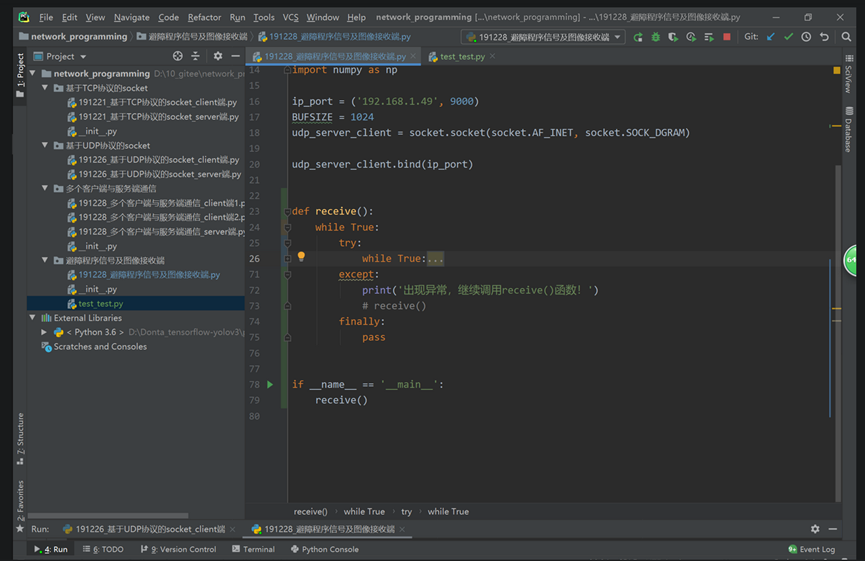 File Edit View Navigate Code Refactor Run Tools VCS Window Help network_programming [...\network_programming] - ...\191228_避障程序信号及图像接收端.py
network_programming 避障程序信号及图像接收端 191228_避障程序信号及图像接收端.py 191228_避障程序信号及图像接收端 Git:
Project 191228_避障程序信号及图像接收端.py test_test.py
1: Project
network_programming D:\10_gitee\network_pr
基于TCP协议的socket
191221_基于TCP协议的socket_client端.py
191221_基于TCP协议的socket_server端.py
__init__.py
基于UDP协议的socket
191226_基于UDP协议的socket_client端.py
191226_基于UDP协议的socket_server端.py
多个客户端与服务端通信
191228_多个客户端与服务端通信_client端1.p
191228_多个客户端与服务端通信_client端2.p
191228_多个客户端与服务端通信_server端.py
__init__.py
避障程序信号及图像接收端
191228_避障程序信号及图像接收端.py
__init__.py
test_test.py
External Libraries
< Python 3.6 > D:\Donta_tensorflow-yolov3\
Scratches and Consoles
14 import numpy as np
15
16 ip_port = ('192.168.1.49', 9000)
17 BUFSIZE = 1024
18 udp_server_client = socket.socket(socket.AF_INET, socket.SOCK_DGRAM)
19
20 udp_server_client.bind(ip_port)
21
22
23 def receive():
24 while True:
25 try:
26 while True:...
71 except:
72 print('出现异常，继续调用receive()函数！')
73 # receive()
74 finally:
75 pass
76
77
78 if __name__ == '__main__':
79 receive()
80
SciView
Database
64
7: Structure
2: Favorites
receive() while True try while True
Run: 191226_基于UDP协议的socket_client端 191228_避障程序信号及图像接收端
4: Run 6: TODO 9: Version Control Terminal Python Console Event Log